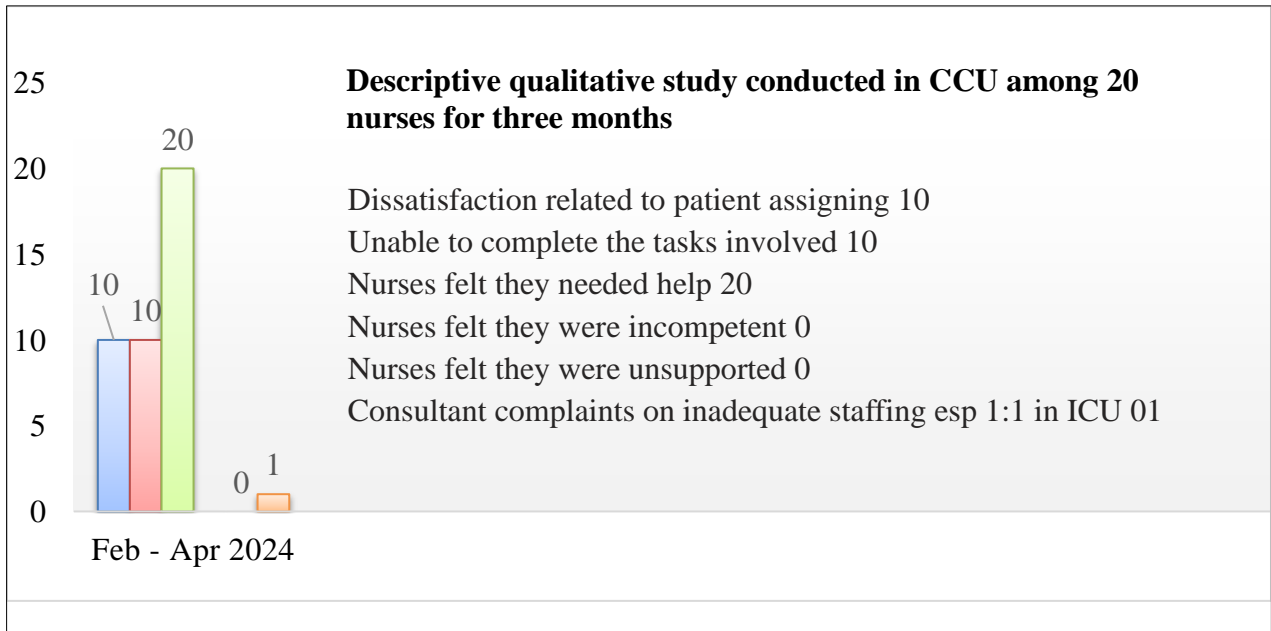 Descriptive qualitative study conducted in CCU among 20
nurses for three months
Dissatisfaction related to patient assigning 10
Unable to complete the tasks involved 10
Nurses felt they needed help 20
Nurses felt they were incompetent 0
Nurses felt they were unsupported 0
Consultant complaints on inadequate staffing esp 1:1 in ICU 01
25
20
15
10
5
0
10
10
20
0
1
Feb - Apr 2024